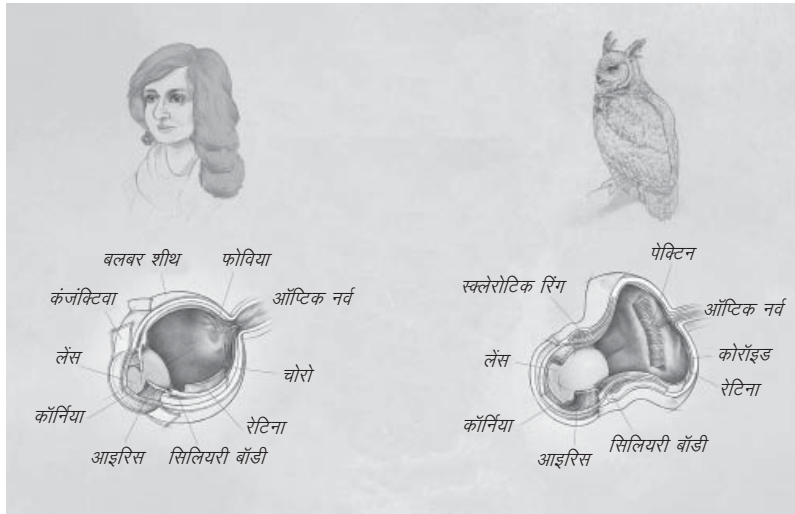 बलबर शीथ
फोविया
कंजंक्टिवा
ऑप्टिक नर्व
लेंस
चोरो
कॉर्निया
रेटिना
आइरिस
सिलियरी बॉडी
पेक्टिन
स्क्लेरोटिक रिंग
ऑप्टिक नर्व
लेंस
कोरॉइड
रेटिना
कॉर्निया
आइरिस
सिलियरी बॉडी